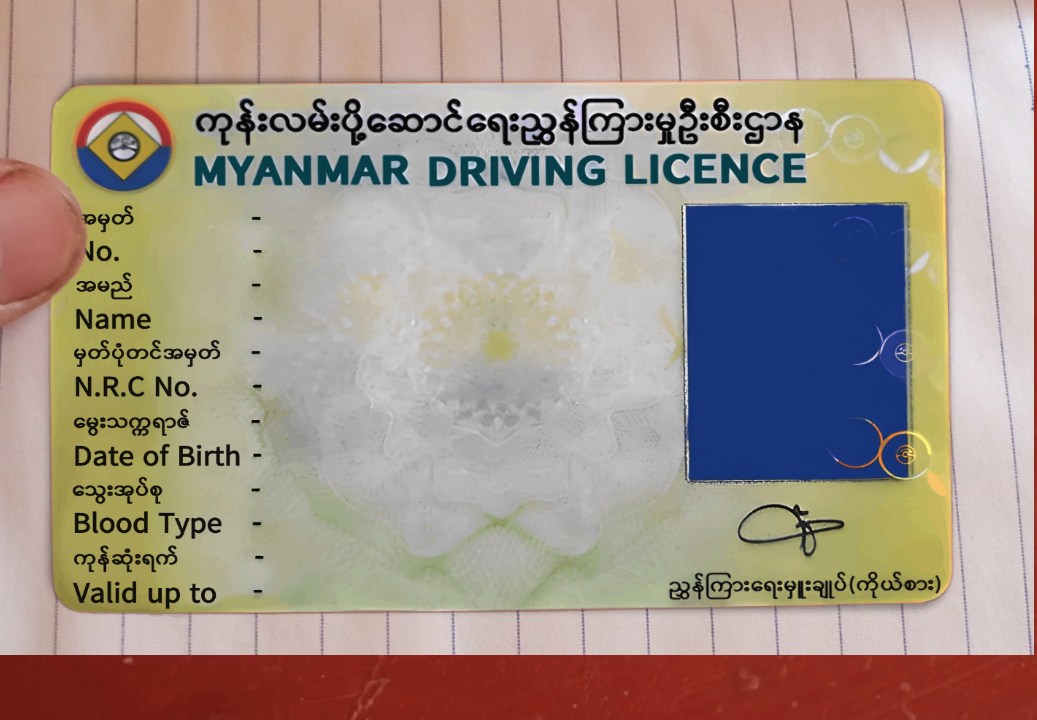 ကုန်းလမ်းပို့ဆောင်ရေးညွှန်ကြားမှုဦးစီးဌာန
MYANMAR DRIVING LICENCE
အမှတ် -
No. -
အမည် -
Name -
မှတ်ပုံတင်အမှတ် -
N.R.C No. -
မွေးသက္ကရာဇ် -
Date of Birth -
သွေးအုပ်စု -
Blood Type -
ကုန်ဆုံးရက် -
Valid up to -
ညွှန်ကြားရေးမှူးချုပ်(ကိုယ်စား)